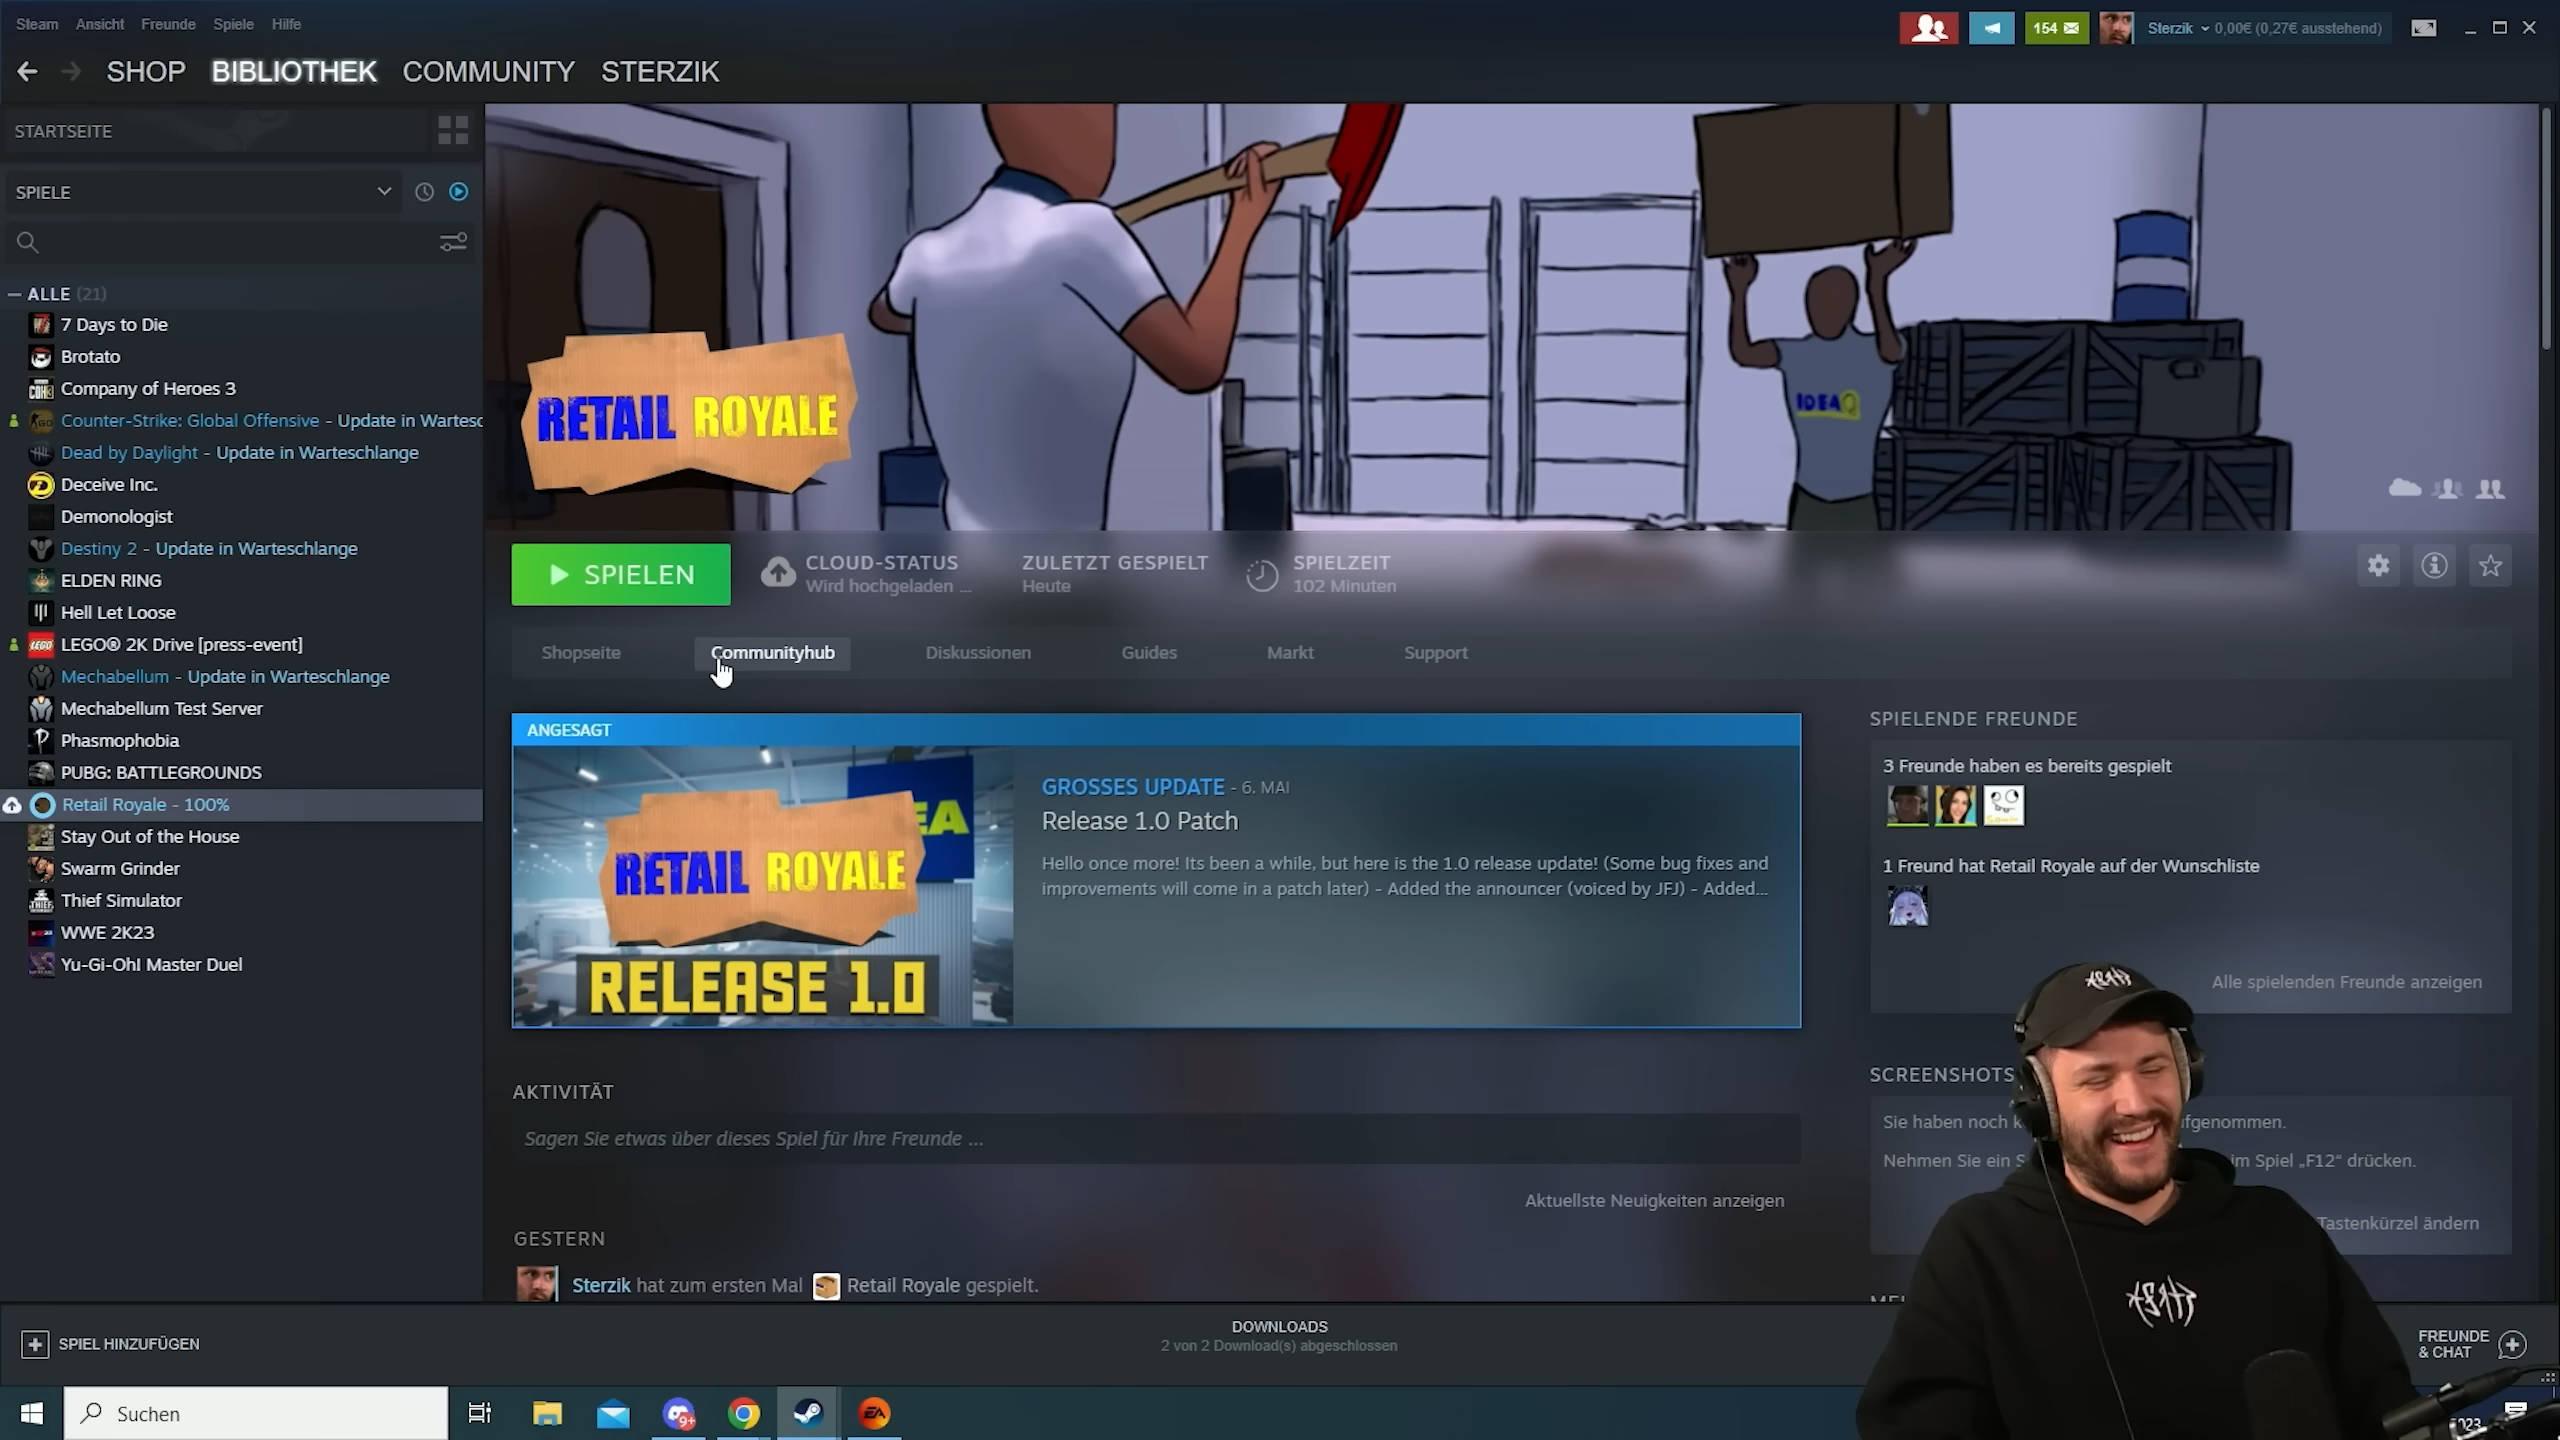 Steam Ansicht Freunde Spiele Hilfe
154
Sterzik 0,00€ (0,27€ ausstehend)
SHOP BIBLIOTHEK COMMUNITY STERZIK
STARTSEITE
SPIELE
ALLE (21)
7 Days to Die
Brotato
Company of Heroes 3
Counter-Strike: Global Offensive - Update in Wartesc
Dead by Daylight - Update in Warteschlange
Deceive Inc.
Demonologist
Destiny 2 - Update in Warteschlange
ELDEN RING
Hell Let Loose
LEGO® 2K Drive [press-event]
Mechabellum - Update in Warteschlange
Mechabellum Test Server
Phasmophobia
PUBG: BATTLEGROUNDS
Retail Royale - 100%
Stay Out of the House
Swarm Grinder
Thief Simulator
WWE 2K23
Yu-Gi-Oh! Master Duel
RETAIL ROYALE
IDEA
SPIELEN
CLOUD-STATUS
Wird hochgeladen ...
ZULETZT GESPIELT
Heute
SPIELZEIT
102 Minuten
Shopseite Communityhub Diskussionen Guides Markt Support
ANGESAGT
EA
RETAIL ROYALE
RELEASE 1.0
GROSSES UPDATE - 6. MAI
Release 1.0 Patch
Hello once more! Its been a while, but here is the 1.0 release update! (Some bug fixes and
improvements will come in a patch later) - Added the announcer (voiced by JFJ) - Added...
SPIELENDE FREUNDE
3 Freunde haben es bereits gespielt
1 Freund hat Retail Royale auf der Wunschliste
Alle spielenden Freunde anzeigen
SCREENSHOTS
Sie haben noch k
fgenommen.
Nehmen Sie ein S
im Spiel „F12“ drücken.
Tastenkürzel ändern
AKTIVITÄT
Sagen Sie etwas über dieses Spiel für Ihre Freunde ...
Aktuellste Neuigkeiten anzeigen
GESTERN
Sterzik hat zum ersten Mal Retail Royale gespielt.
SPIEL HINZUFÜGEN
DOWNLOADS
2 von 2 Download(s) abgeschlossen
FREUNDE
& CHAT
Suchen
9+
EA